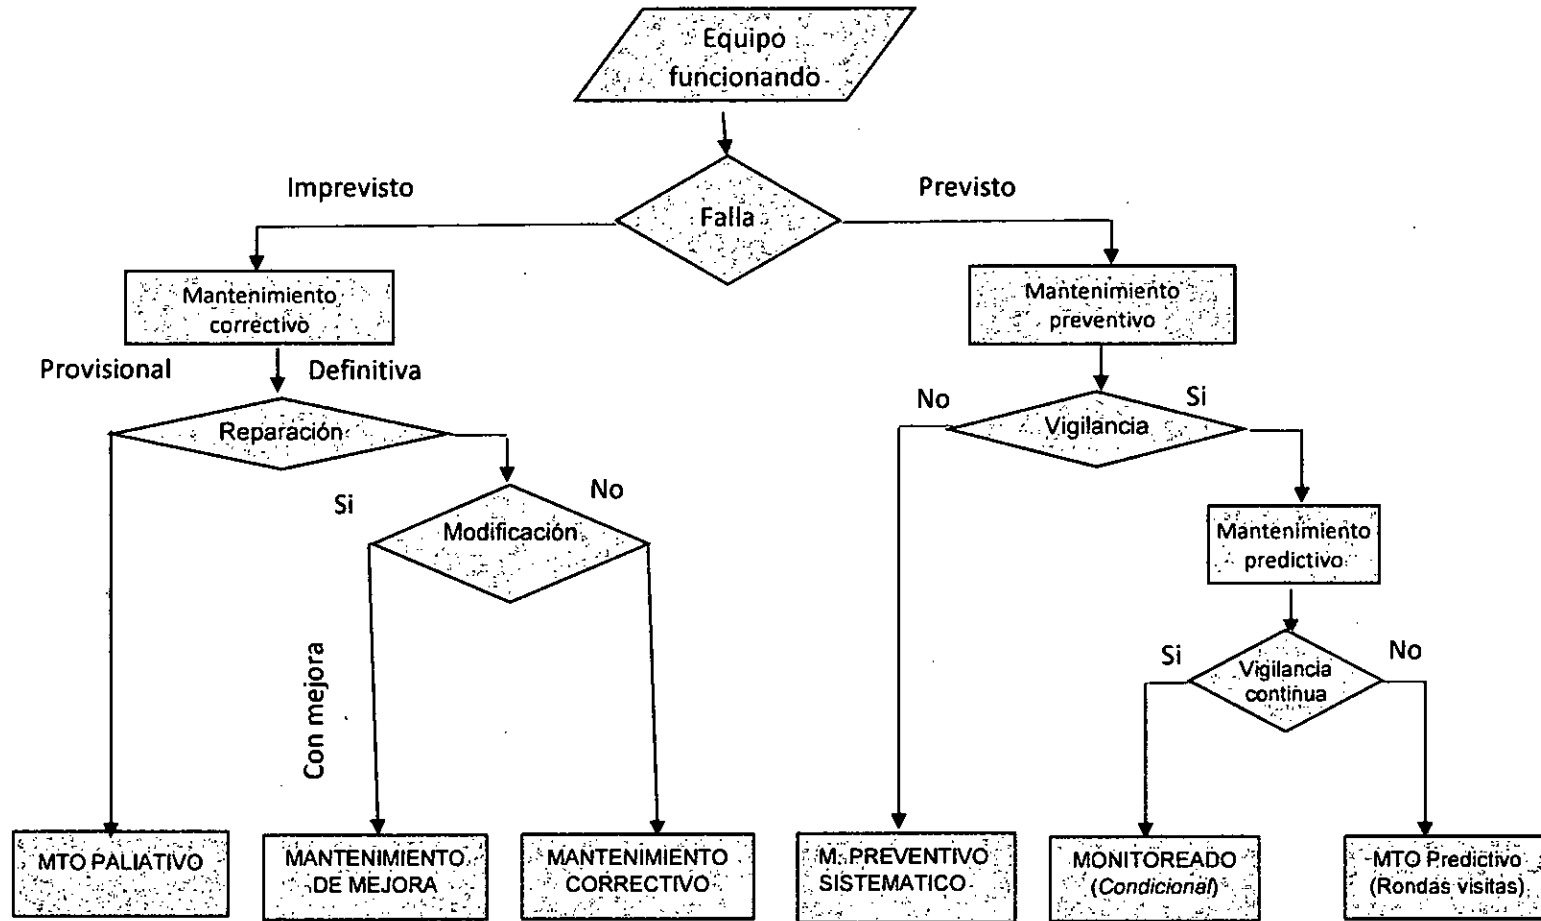 Equipo
funcionando
Imprevisto
Previsto
Falla
Mantenimiento
correctivo
Mantenimiento
preventivo
Provisional
Definitiva
No
Si
Reparación
Vigilancia
Si
No
Modificación
Mantenimiento
predictivo
Si
No
Vigilancia
continua
Con mejora
MTO PALIATIVO
MANTENIMIENTO
DE MEJORA
MANTENIMIENTO
CORRECTIVO
M. PREVENTIVO
SISTEMATICO
MONITOREADO
(Condicional)
MTO Predictivo
(Rondas visitas)